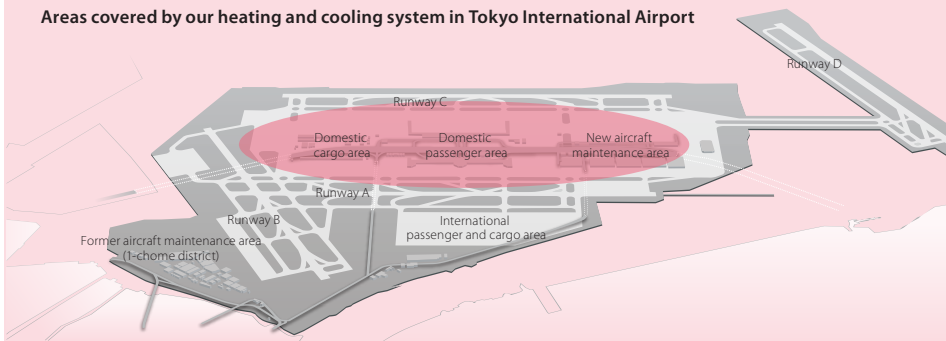 Areas covered by our heating and cooling system in Tokyo International Airport
Runway D
Runway C
Domestic
cargo area
Domestic
passenger area
New aircraft
maintenance area
Runway A
Runway B
International
passenger and cargo area
Former aircraft maintenance area
(1-chome district)